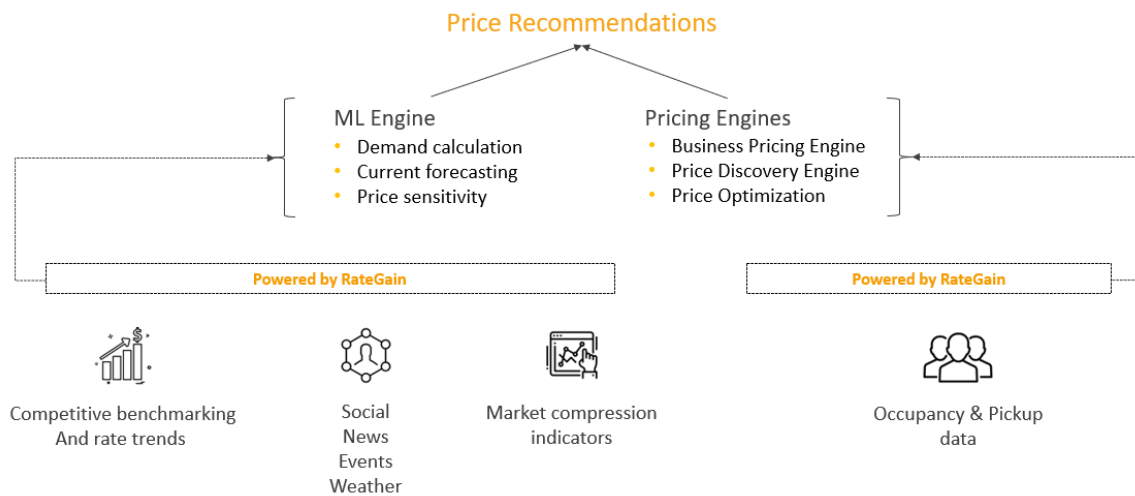 Price Recommendations
ML Engine
• Demand calculation
• Current forecasting
• Price sensitivity
Pricing Engines
• Business Pricing Engine
• Price Discovery Engine
• Price Optimization
Powered by RateGain
Powered by RateGain
$
Competitive benchmarking
And rate trends
Social
News
Events
Weather
Market compression
indicators
Occupancy & Pickup
data